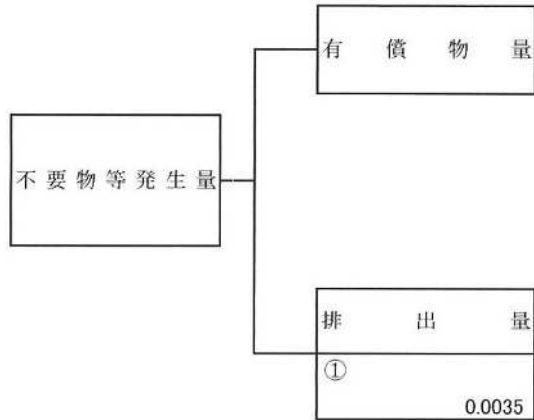 有償物量
不要物等発生量
排出量
①
0.0035